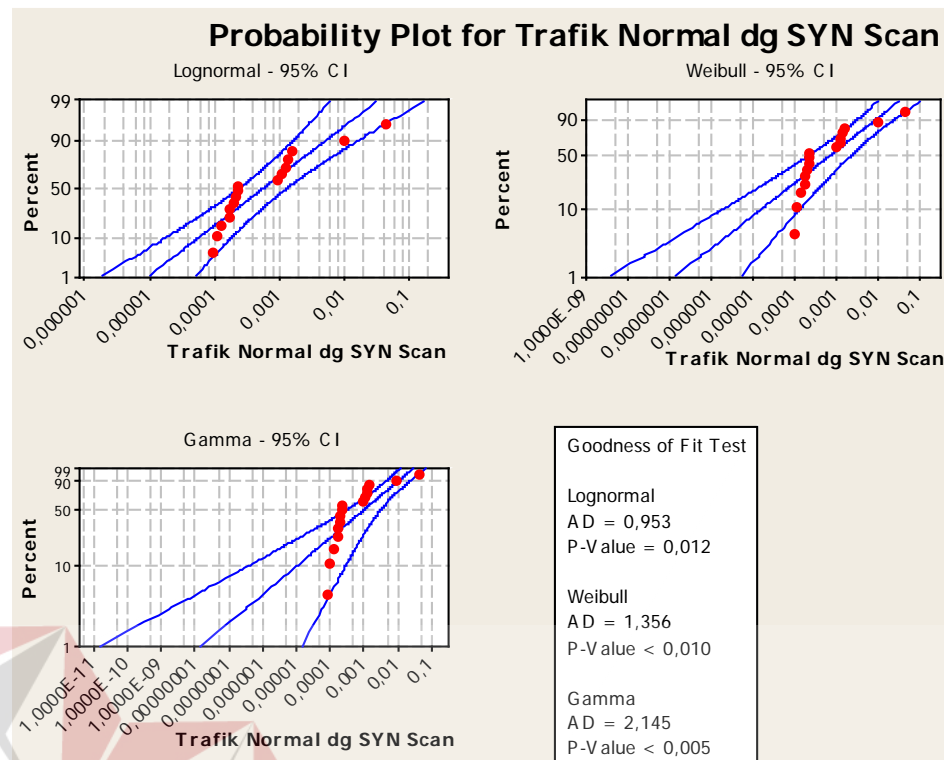 Probability Plot for Trafik Normal dg SYN Scan
Lognormal - 95% CI
99
90
50
10
1
Percent
0,000001
0,00001
0,0001
0,001
0,01
0,1
Trafik Normal dg SYN Scan
Weibull - 95% CI
90
50
10
1
Percent
1,0000E-09
0,00000001
0,0000001
0,000001
0,00001
0,0001
0,001
0,01
0,1
Trafik Normal dg SYN Scan
Gamma - 95% CI
99
90
50
10
1
Percent
1,0000E-11
1,0000E-10
1,0000E-09
0,00000001
0,0000001
0,000001
0,00001
0,0001
0,001
0,01
0,1
Trafik Normal dg SYN Scan
Goodness of Fit Test
Lognormal
AD = 0,953
P-Value = 0,012
Weibull
AD = 1,356
P-Value < 0,010
Gamma
AD = 2,145
P-Value < 0,005